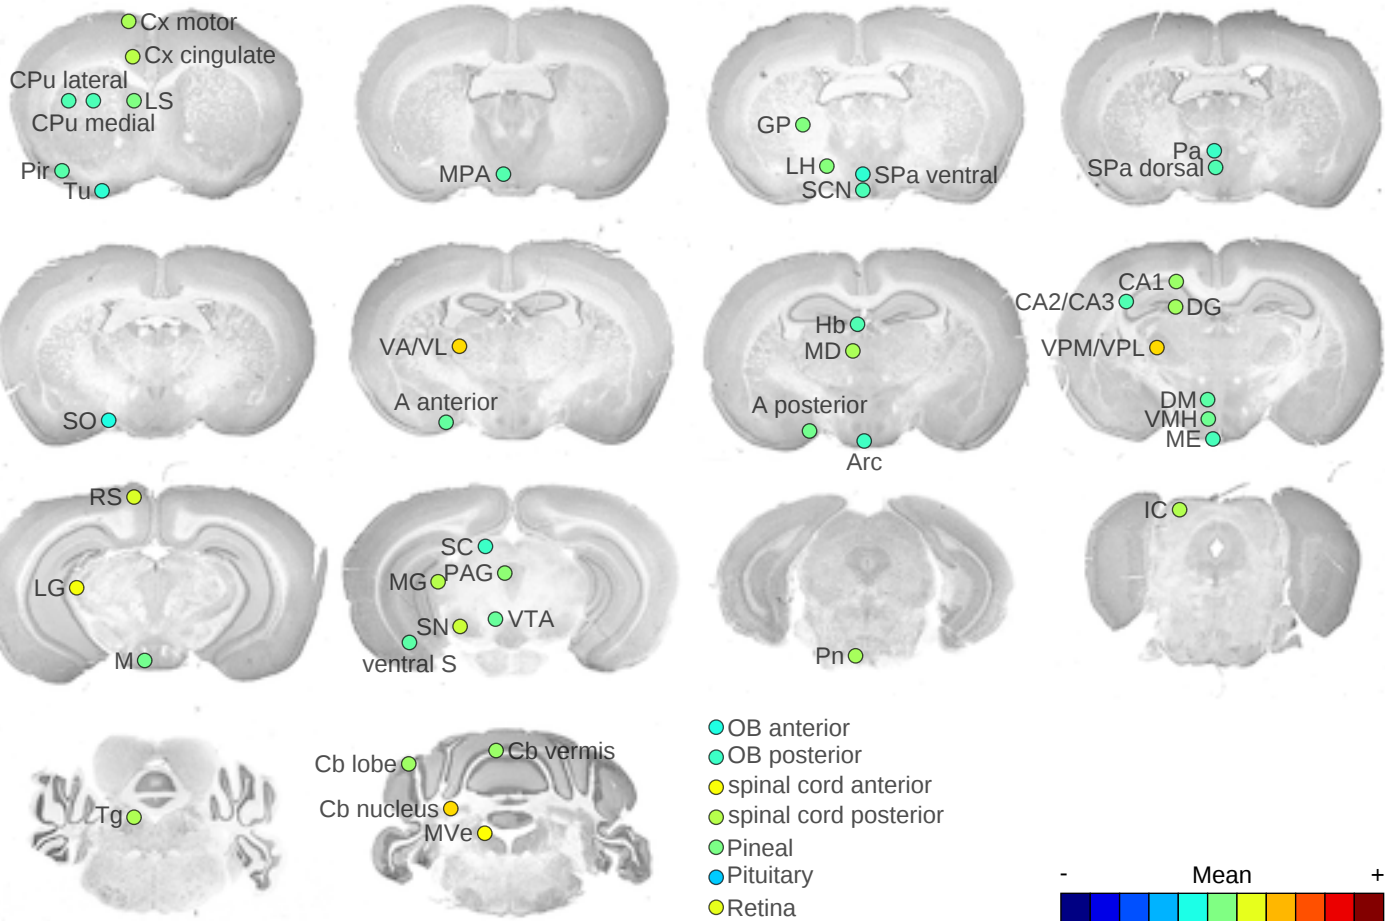 Cx motor
Cx cingulate
CPu lateral
LS
CPu medial
Pir
Tu
MPA
GP
LH
SPa ventral
SCN
Pa
SPa dorsal
SO
VA/VL
A anterior
Hb
MD
A posterior
Arc
CA1
CA2/CA3
DG
VPM/VPL
DM
VMH
ME
RS
LG
M
SC
PAG
MG
VTA
SN
ventral S
Pn
IC
Tg
Cb vermis
Cb lobe
Cb nucleus
MVe
OB anterior
OB posterior
spinal cord anterior
spinal cord posterior
Pineal
Pituitary
Retina
- Mean +